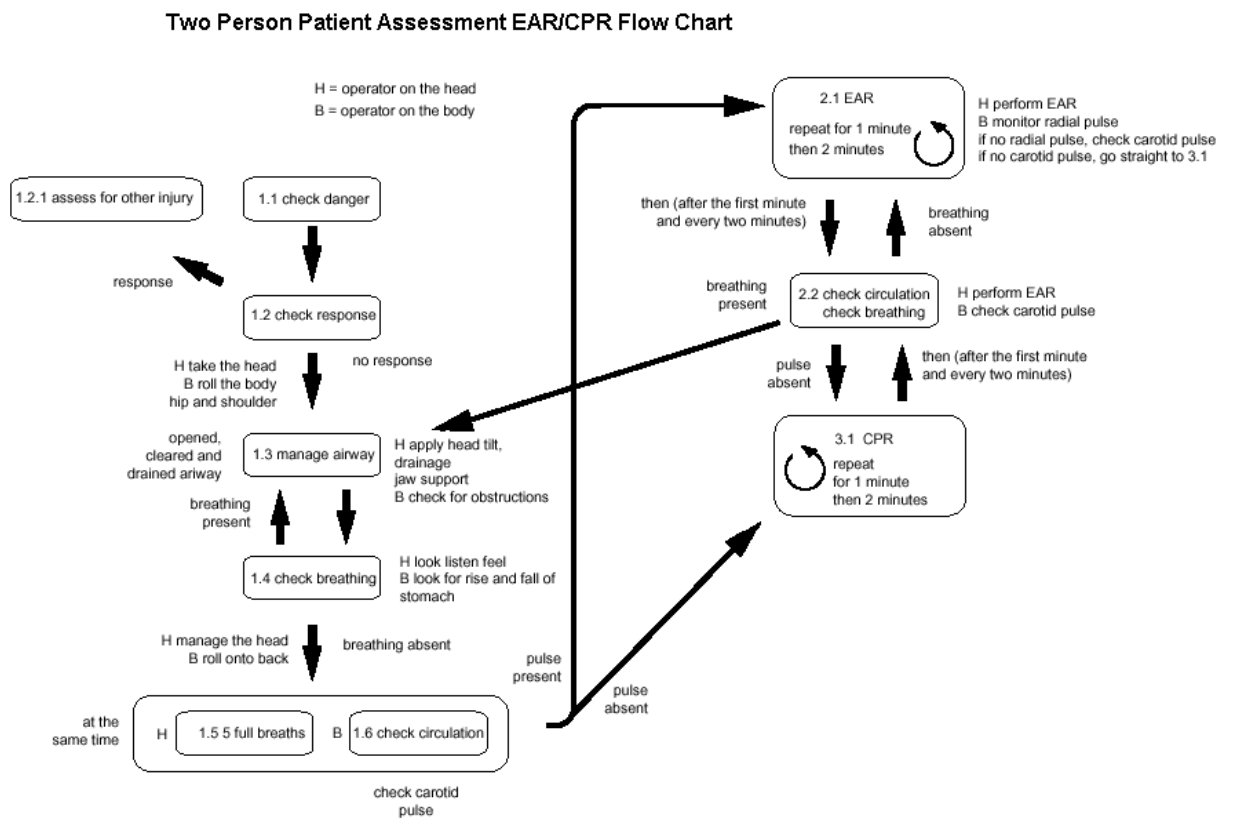 Two Person Patient Assessment EAR/CPR Flow Chart
H = operator on the head
B = operator on the body
1.2.1 assess for other injury
1.1 check danger
response
1.2 check response
H take the head
B roll the body
hip and shoulder
no response
opened,
cleared and
drained ariway
1.3 manage airway
H apply head tilt,
drainage
jaw support
B check for obstructions
breathing
present
1.4 check breathing
H look listen feel
B look for rise and fall of
stomach
H manage the head
B roll onto back
breathing absent
at the
same time
H
1.5 5 full breaths
B
1.6 check circulation
check carotid
pulse
pulse
present
pulse
absent
2.1 EAR
repeat for 1 minute
then 2 minutes
H perform EAR
B monitor radial pulse
if no radial pulse, check carotid pulse
if no carotid pulse, go straight to 3.1
then (after the first minute
and every two minutes)
breathing
absent
breathing
present
2.2 check circulation
check breathing
H perform EAR
B check carotid pulse
pulse
absent
then (after the first minute
and every two minutes)
3.1 CPR
repeat
for 1 minute
then 2 minutes